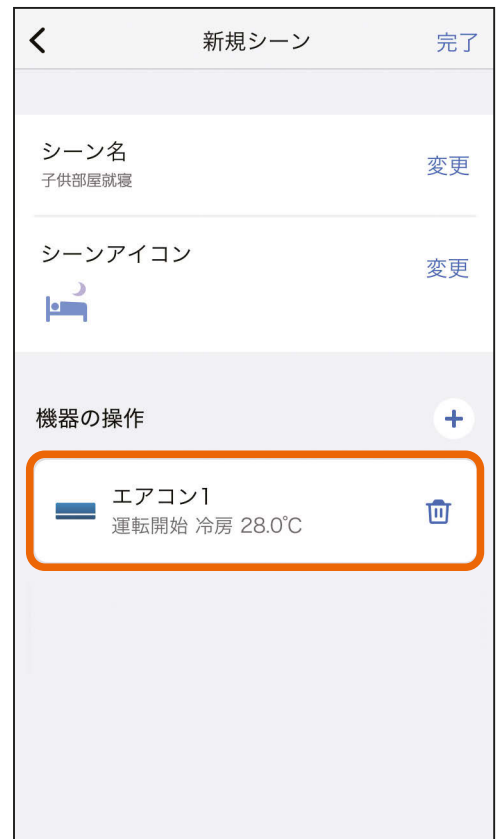 新規シーン 完了
シーン名
変更
子供部屋就寝
シーンアイコン
変更
機器の操作
エアコン1
運転開始 冷房 28.0℃